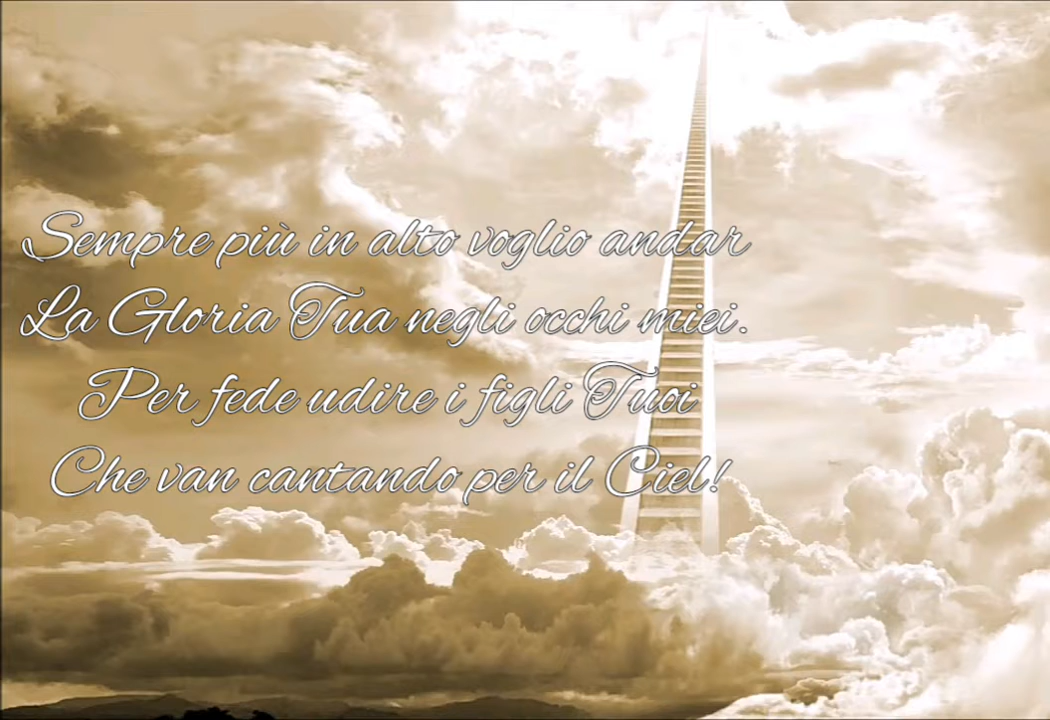 Sempre più in alto voglio andar
La Gloria Tua negli occhi miei.
Per fede udire i figli Tuoi
Che van cantando per il Ciel!